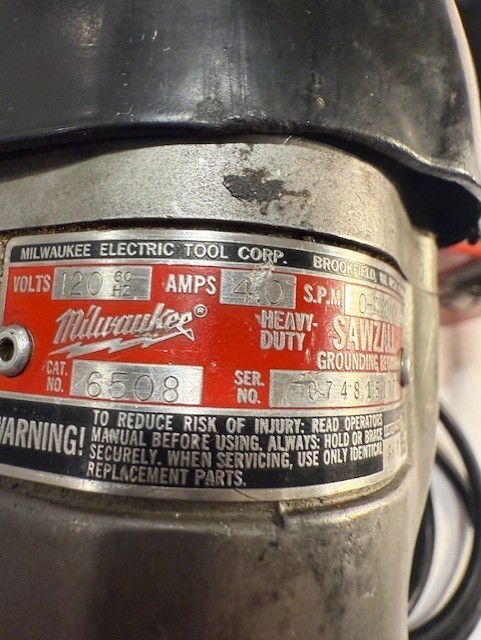 MILWAUKEE ELECTRIC TOOL CORP. BROOKFIELD, WI
VOLTS 120 60 HZ AMPS 4.0 S.P.M.
Milwaukee® HEAVY-DUTY SAWZALL
GROUNDING
CAT. NO. 6508 SER. NO.
WARNING! TO REDUCE RISK OF INJURY: READ OPERATORS
MANUAL BEFORE USING. ALWAYS: HOLD OR BRACE
SECURELY. WHEN SERVICING, USE ONLY IDENTICAL
REPLACEMENT PARTS.